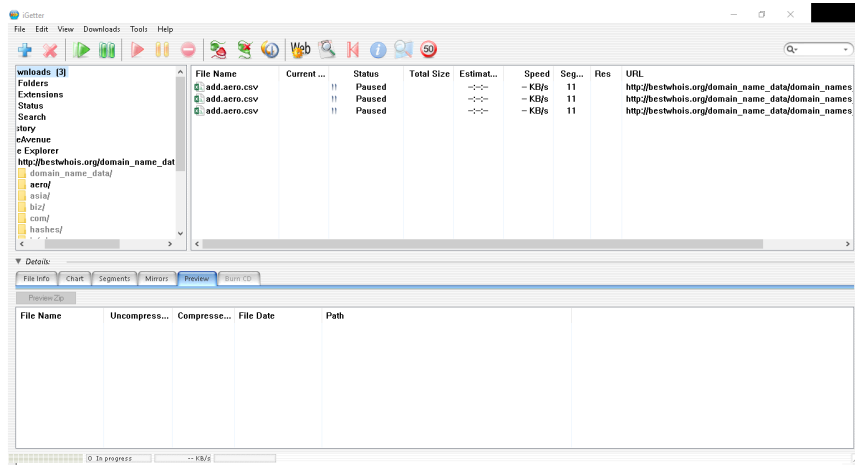 iGetter
File Edit View Downloads Tools Help
Web 50
wnloads (3)
Folders
Extensions
Status
Search
story
eAvenue
e Explorer
http://bestwhois.org/domain_name_dat
domain_name_data/
aero/
asia/
biz/
com/
hashes/
File Name Current ... Status Total Size Estimat... Speed Seg... Res URL
add.aero.csv !! Paused --:--:-- -- KB/s 11 http://bestwhois.org/domain_name_data/domain_names
add.aero.csv !! Paused --:--:-- -- KB/s 11 http://bestwhois.org/domain_name_data/domain_names
add.aero.csv !! Paused --:--:-- -- KB/s 11 http://bestwhois.org/domain_name_data/domain_names
Details:
File Info Chart Segments Mirrors Preview Burn CD
Preview Zip
File Name Uncompress... Compresse... File Date Path
0 In progress -- KB/s